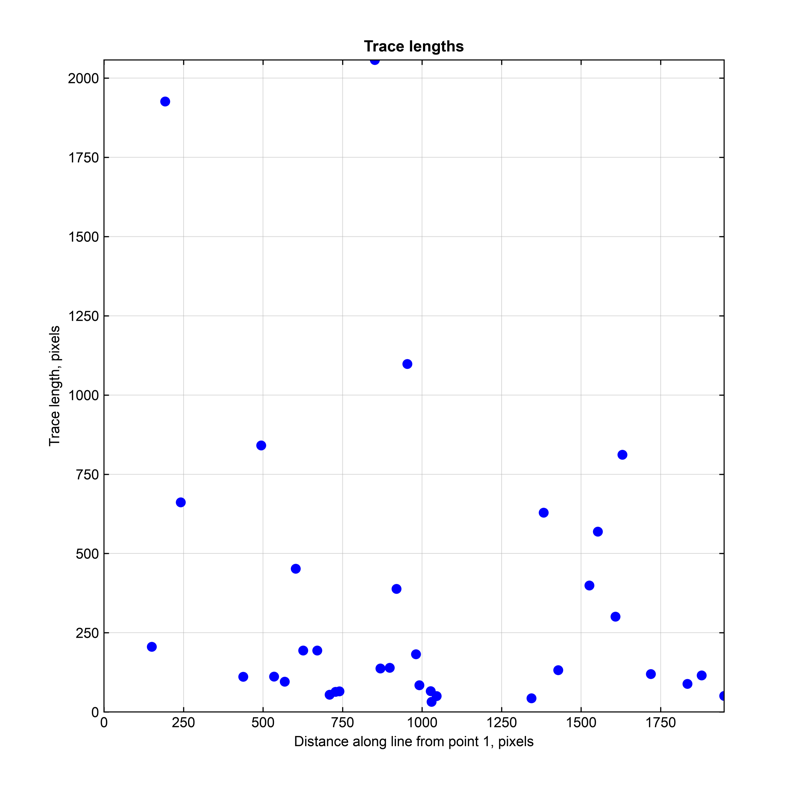 Trace lengths
2000
1750
1500
1250
1000
750
500
250
0
Trace length, pixels
0 250 500 750 1000 1250 1500 1750
Distance along line from point 1, pixels